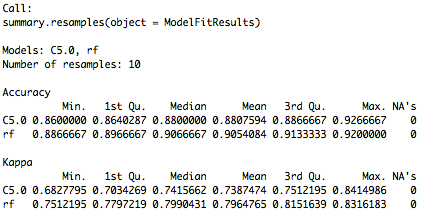 Call:
summary.resamples(object = ModelFitResults)
Models: C5.0, rf
Number of resamples: 10
Accuracy
Min. 1st Qu. Median Mean 3rd Qu. Max. NA's
C5.0 0.8600000 0.8640287 0.8800000 0.8807594 0.8866667 0.9266667 0
rf 0.8866667 0.8966667 0.9066667 0.9054084 0.9133333 0.9200000 0
Kappa
Min. 1st Qu. Median Mean 3rd Qu. Max. NA's
C5.0 0.6827795 0.7034269 0.7415662 0.7387474 0.7512195 0.8414986 0
rf 0.7512195 0.7797219 0.7990431 0.7964765 0.8151639 0.8316183 0